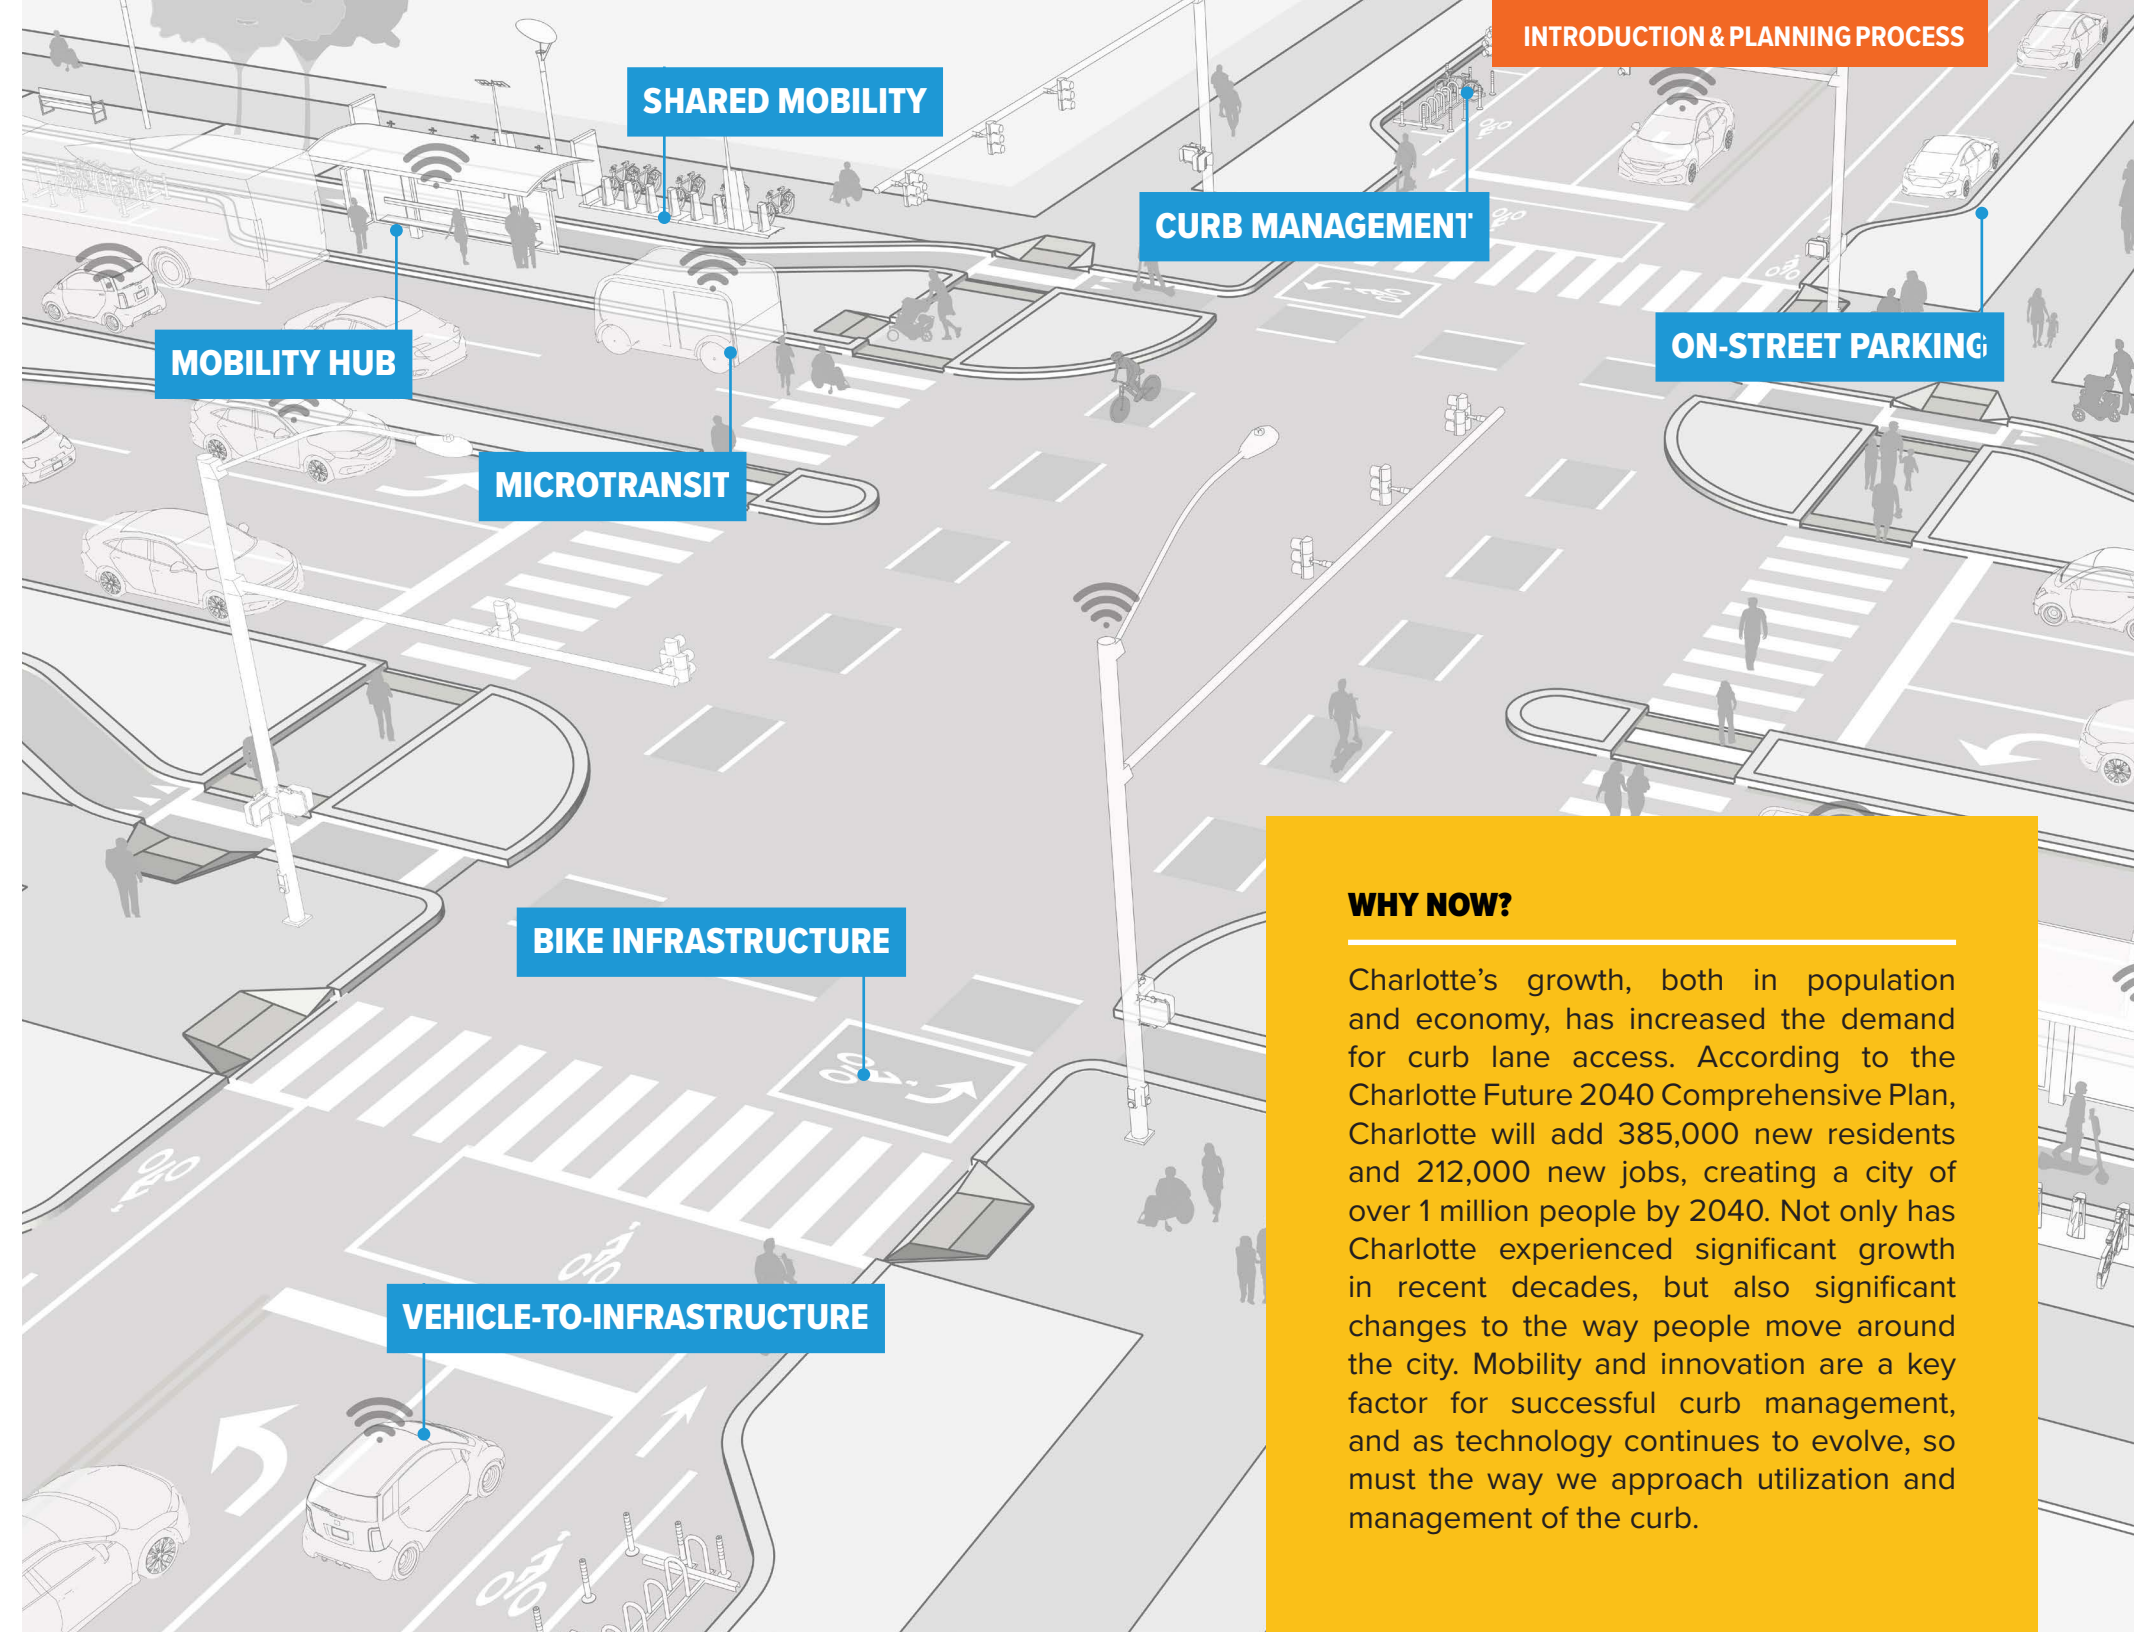 INTRODUCTION & PLANNING PROCESS
SHARED MOBILITY
CURB MANAGEMENT
ON-STREET PARKING
MOBILITY HUB
MICROTRANSIT
BIKE INFRASTRUCTURE
VEHICLE-TO-INFRASTRUCTURE
WHY NOW?
Charlotte’s growth, both in population
and economy, has increased the demand
for curb lane access. According to the
Charlotte Future 2040 Comprehensive Plan,
Charlotte will add 385,000 new residents
and 212,000 new jobs, creating a city of
over 1 million people by 2040. Not only has
Charlotte experienced significant growth
in recent decades, but also significant
changes to the way people move around
the city. Mobility and innovation are a key
factor for successful curb management,
and as technology continues to evolve, so
must the way we approach utilization and
management of the curb.